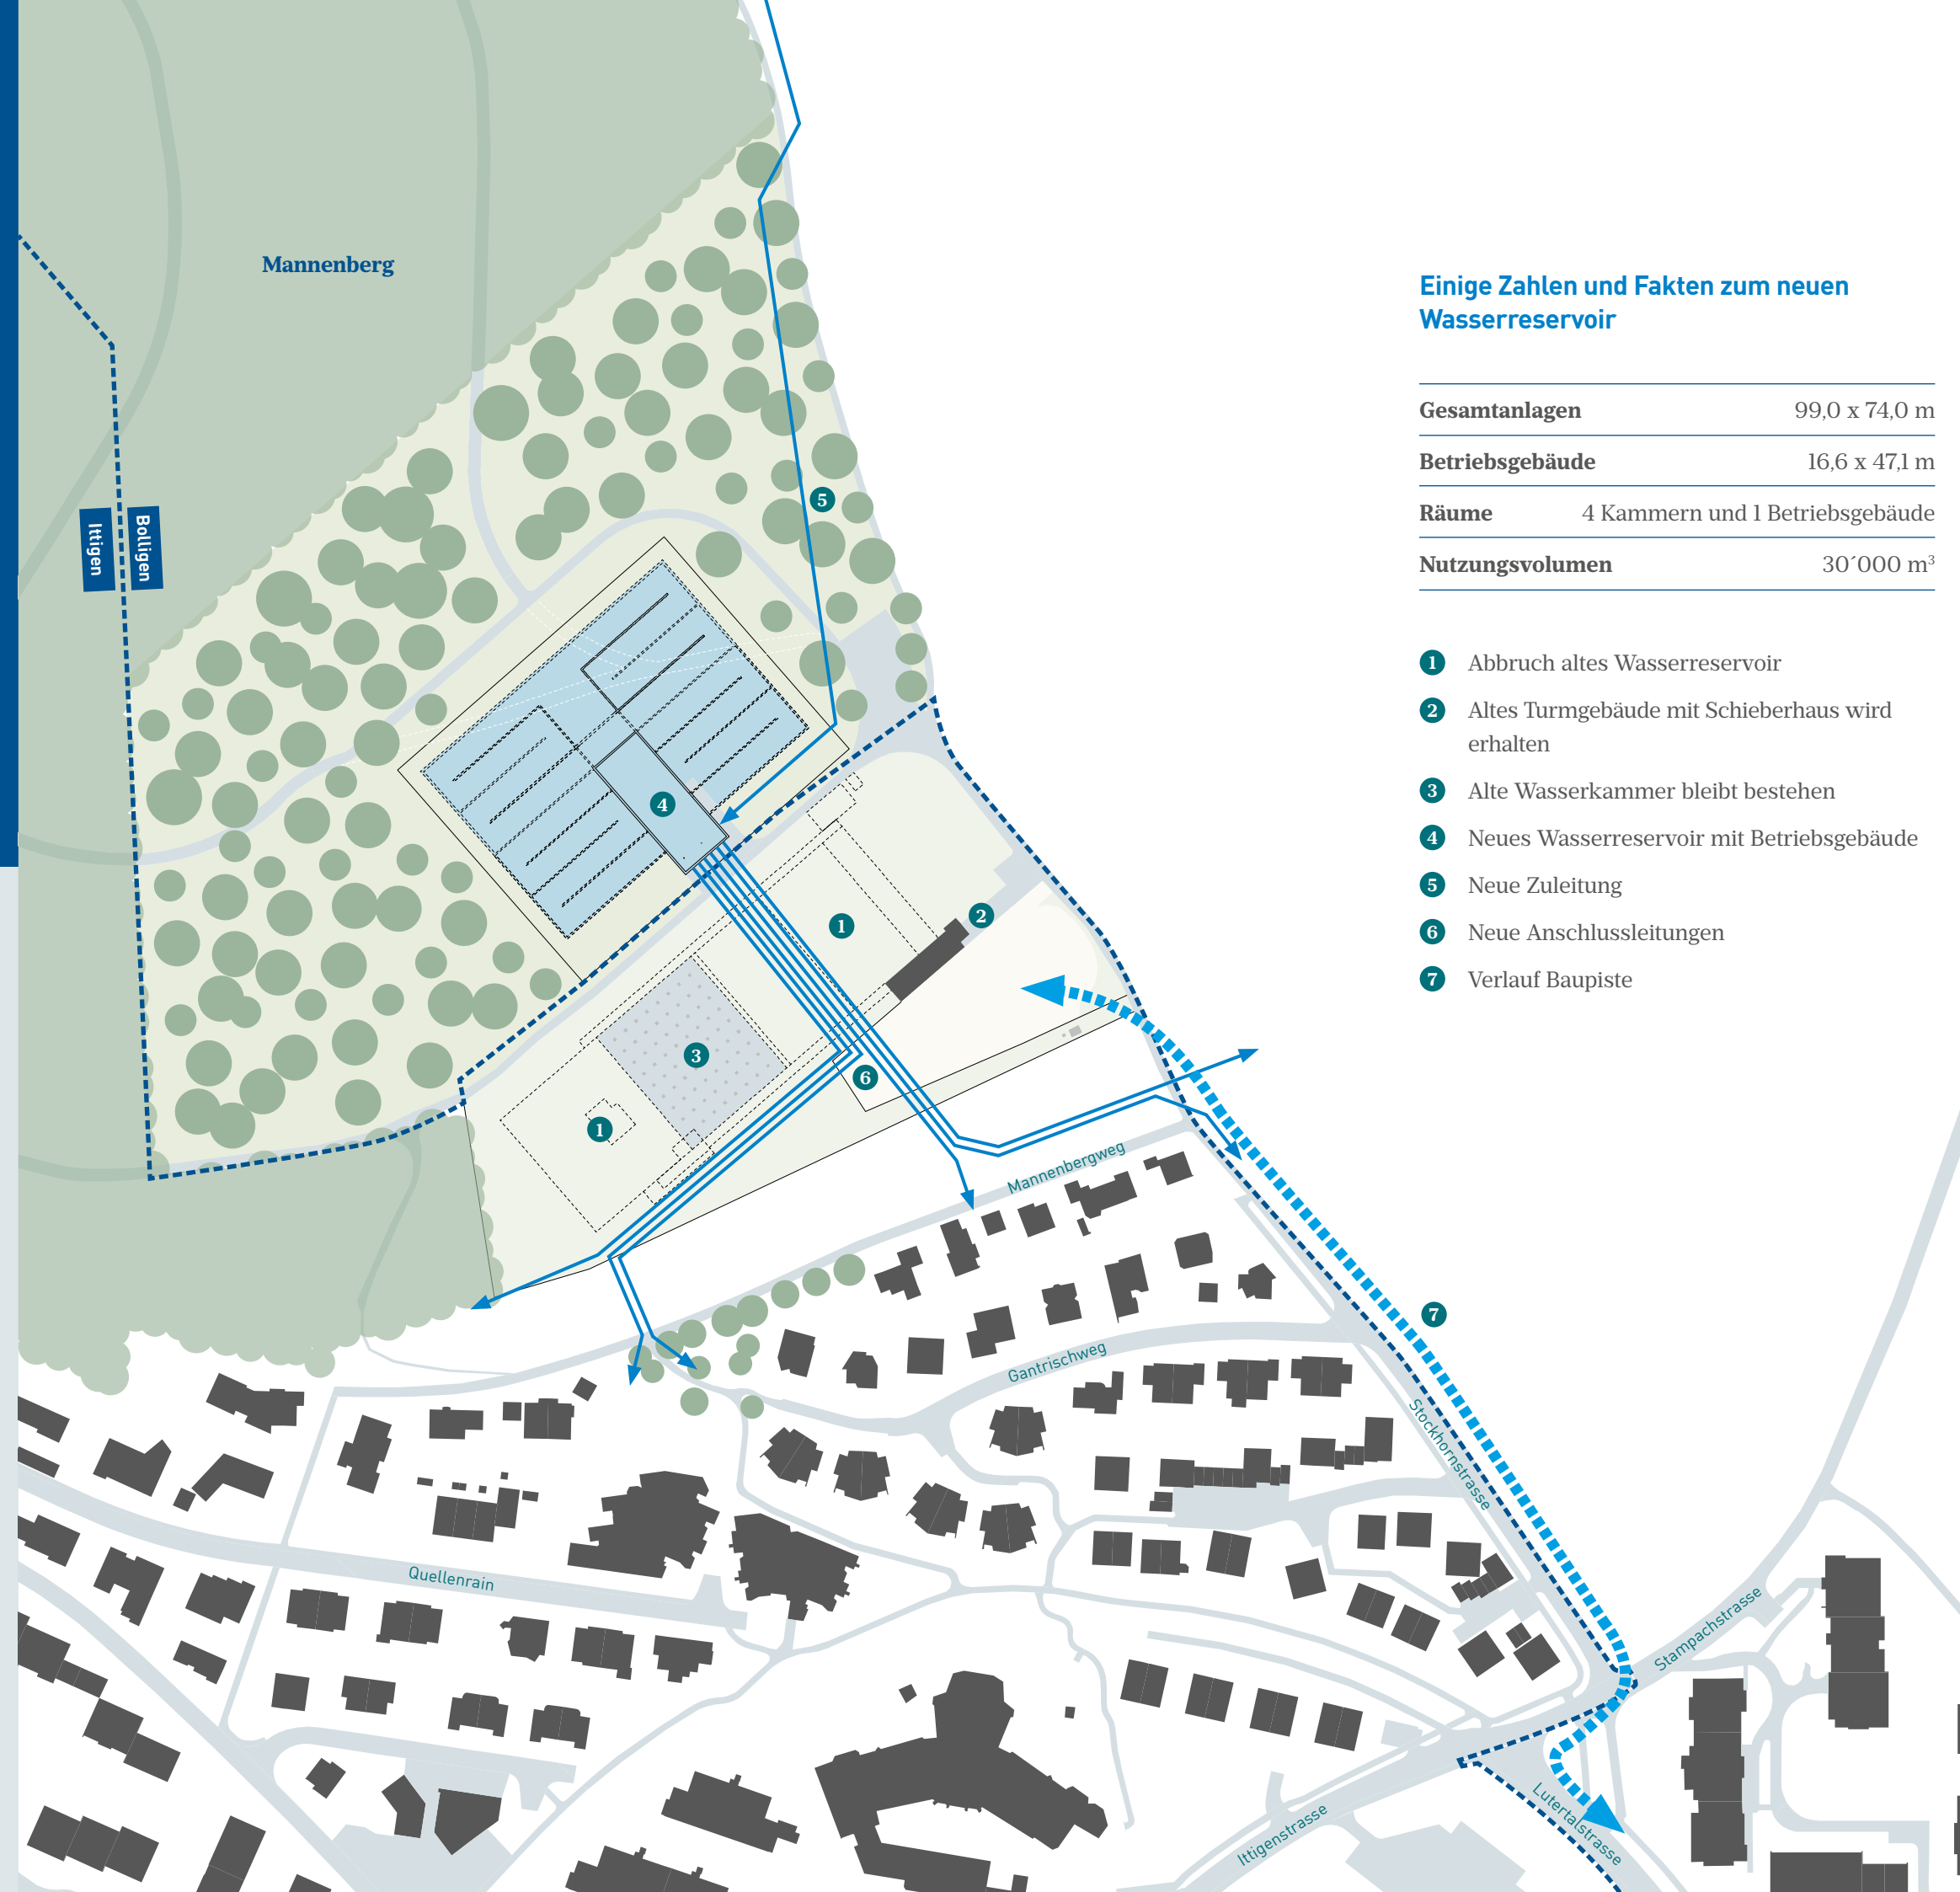 Mannenberg
Ittigen
Bolligen
Einige Zahlen und Fakten zum neuen
Wasserreservoir
Gesamtanlagen 99,0 x 74,0 m
Betriebsgebäude 16,6 x 47,1 m
Räume 4 Kammern und 1 Betriebsgebäude
Nutzungsvolumen 30´000 m³
1 Abbruch altes Wasserreservoir
2 Altes Turmgebäude mit Schieberhaus wird
erhalten
3 Alte Wasserkammer bleibt bestehen
4 Neues Wasserreservoir mit Betriebsgebäude
5 Neue Zuleitung
6 Neue Anschlussleitungen
7 Verlauf Baupiste
5
4
1
2
3
6
1
7
Mannenbergweg
Gantrischweg
Stockhornstrasse
Quellenrain
Stampachstrasse
Ittigenstrasse
Lutertalstrasse